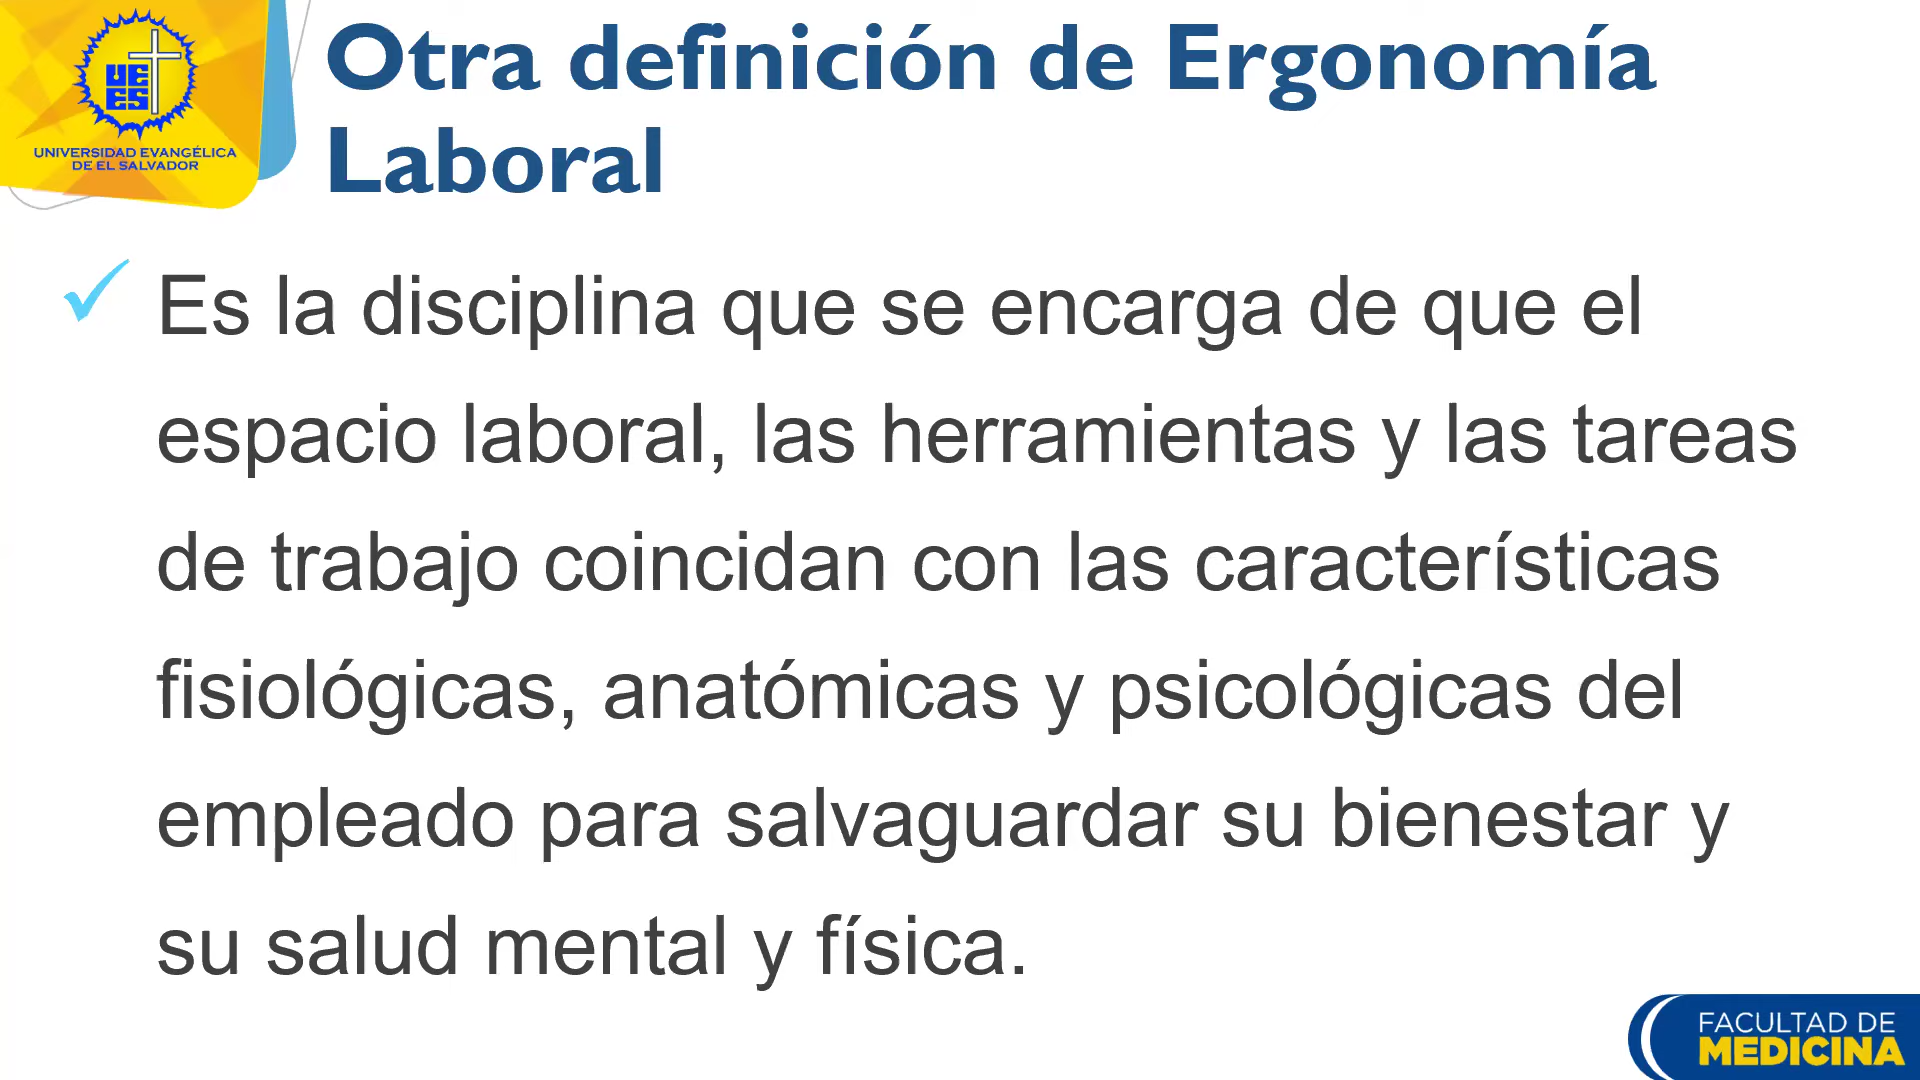 UEES
UNIVERSIDAD EVANGÉLICA
DE EL SALVADOR
Otra definición de Ergonomía
Laboral
Es la disciplina que se encarga de que el
espacio laboral, las herramientas y las tareas
de trabajo coincidan con las características
fisiológicas, anatómicas y psicológicas del
empleado para salvaguardar su bienestar y
su salud mental y física.
FACULTAD DE
MEDICINA